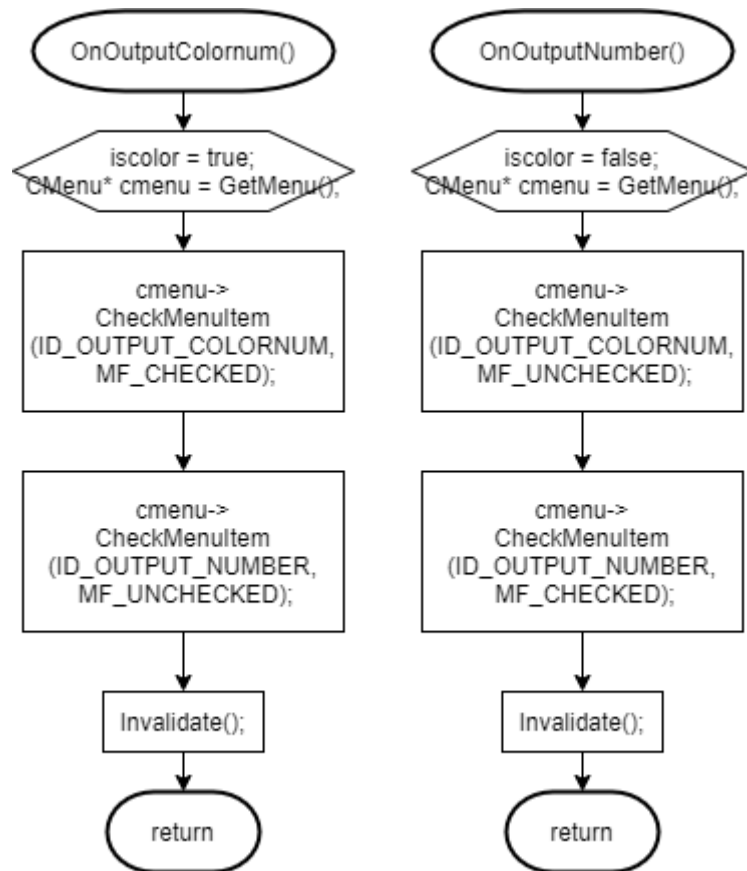 OnOutputColornum()
iscolor = true;
CMenu* cmenu = GetMenu();
cmenu->
CheckMenuItem
(ID_OUTPUT_COLORNUM,
MF_CHECKED);
cmenu->
CheckMenuItem
(ID_OUTPUT_NUMBER,
MF_UNCHECKED);
Invalidate();
return
OnOutputNumber()
iscolor = false;
CMenu* cmenu = GetMenu();
cmenu->
CheckMenuItem
(ID_OUTPUT_COLORNUM,
MF_UNCHECKED);
cmenu->
CheckMenuItem
(ID_OUTPUT_NUMBER,
MF_CHECKED);
Invalidate();
return